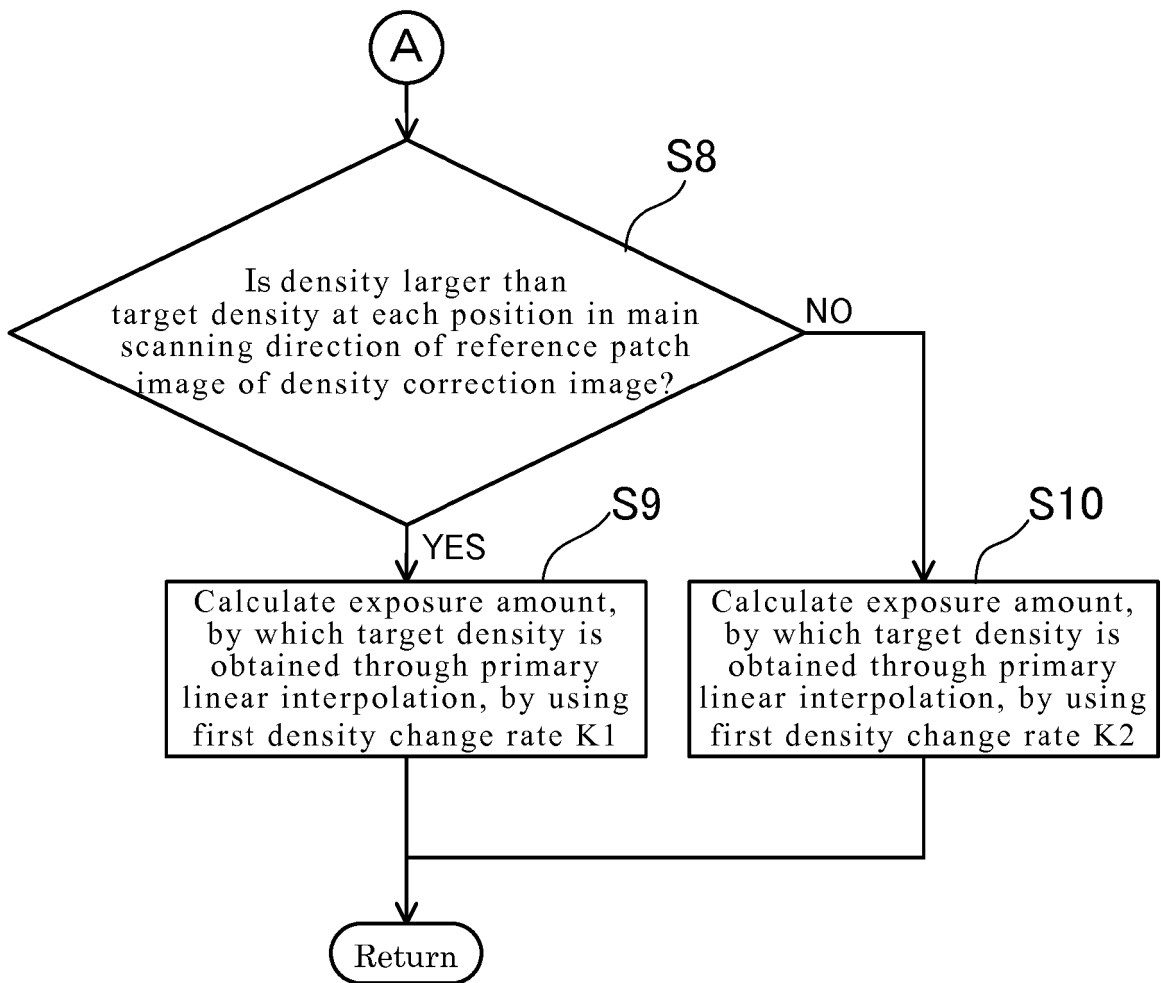 A
S8
Is density larger than
target density at each position in main
scanning direction of reference patch
image of density correction image?
NO
YES
S9
Calculate exposure amount,
by which target density is
obtained through primary
linear interpolation, by using
first density change rate K1
S10
Calculate exposure amount,
by which target density is
obtained through primary
linear interpolation, by using
first density change rate K2
Return